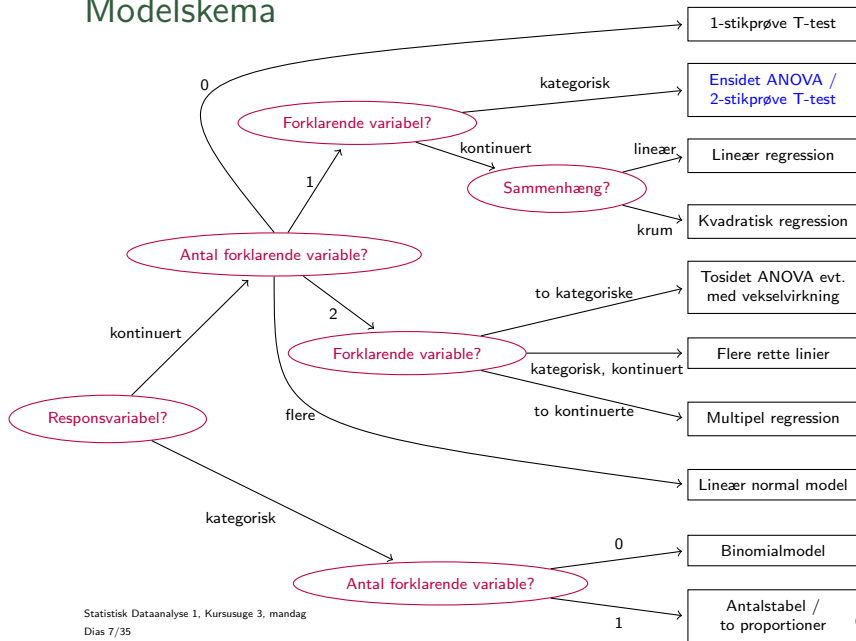 Modelskema
1-stikprøve T-test
0
kategorisk
Ensidet ANOVA /
2-stikprøve T-test
Forklarende variabel?
kontinuert
lineær
Lineær regression
1
Sammenhæng?
krum
Kvadratisk regression
Antal forklarende variable?
to kategoriske
Tosidet ANOVA evt.
med vekselvirkning
2
kontinuert
Forklarende variable?
kategorisk, kontinuert
Flere rette linier
to kontinuerte
Multipel regression
Responsvariabel?
flere
Lineær normal model
kategorisk
0
Binomialmodel
Antal forklarende variable?
1
Antalstabel /
to proportioner
Statistisk Dataanalyse 1, Kursusuge 3, mandag
Dias 7/35